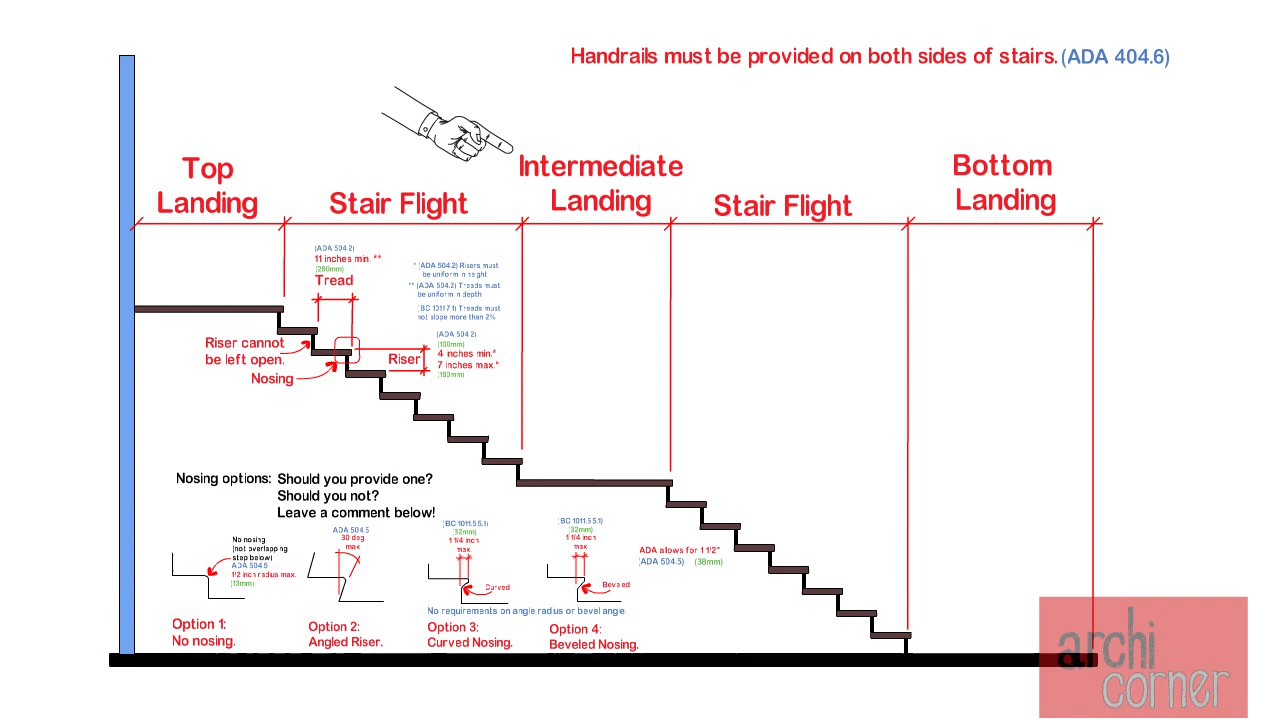 Handrails must be provided on both sides of stairs. (ADA 404.6)
Top
Landing
Stair Flight
Intermediate
Landing
Stair Flight
Bottom
Landing
(ADA 504.2)
11 inches min. **
(280mm)
Tread
* (ADA 504.2) Risers must
be uniform in height
** (ADA 504.2) Treads must
be uniform in depth
(IBC 1011.7.1) Treads must
not slope more than 2%
Riser cannot
be left open.
Nosing
Riser
(ADA 504.2)
(100mm)
4 inches min.*
7 inches max.*
(180mm)
Nosing options: Should you provide one?
Should you not?
Leave a comment below!
No nosing
(not overlapping
step below)
ADA 504.5
1/2 inch radius max.
(13mm)
Option 1:
No nosing.
ADA 504.5
30 deg.
max
Option 2:
Angled Riser.
(IBC 1011.5.5.1)
(32mm)
1 1/4 inch
max.
Curved
Option 3:
Curved Nosing.
(IBC 1011.5.5.1)
(32mm)
1 1/4 inch
max
Beveled
Option 4:
Beveled Nosing.
No requirements on angle radius or bevel angle.
ADA allows for 1 1/2"
(ADA 504.5) (38mm)
archi
corner